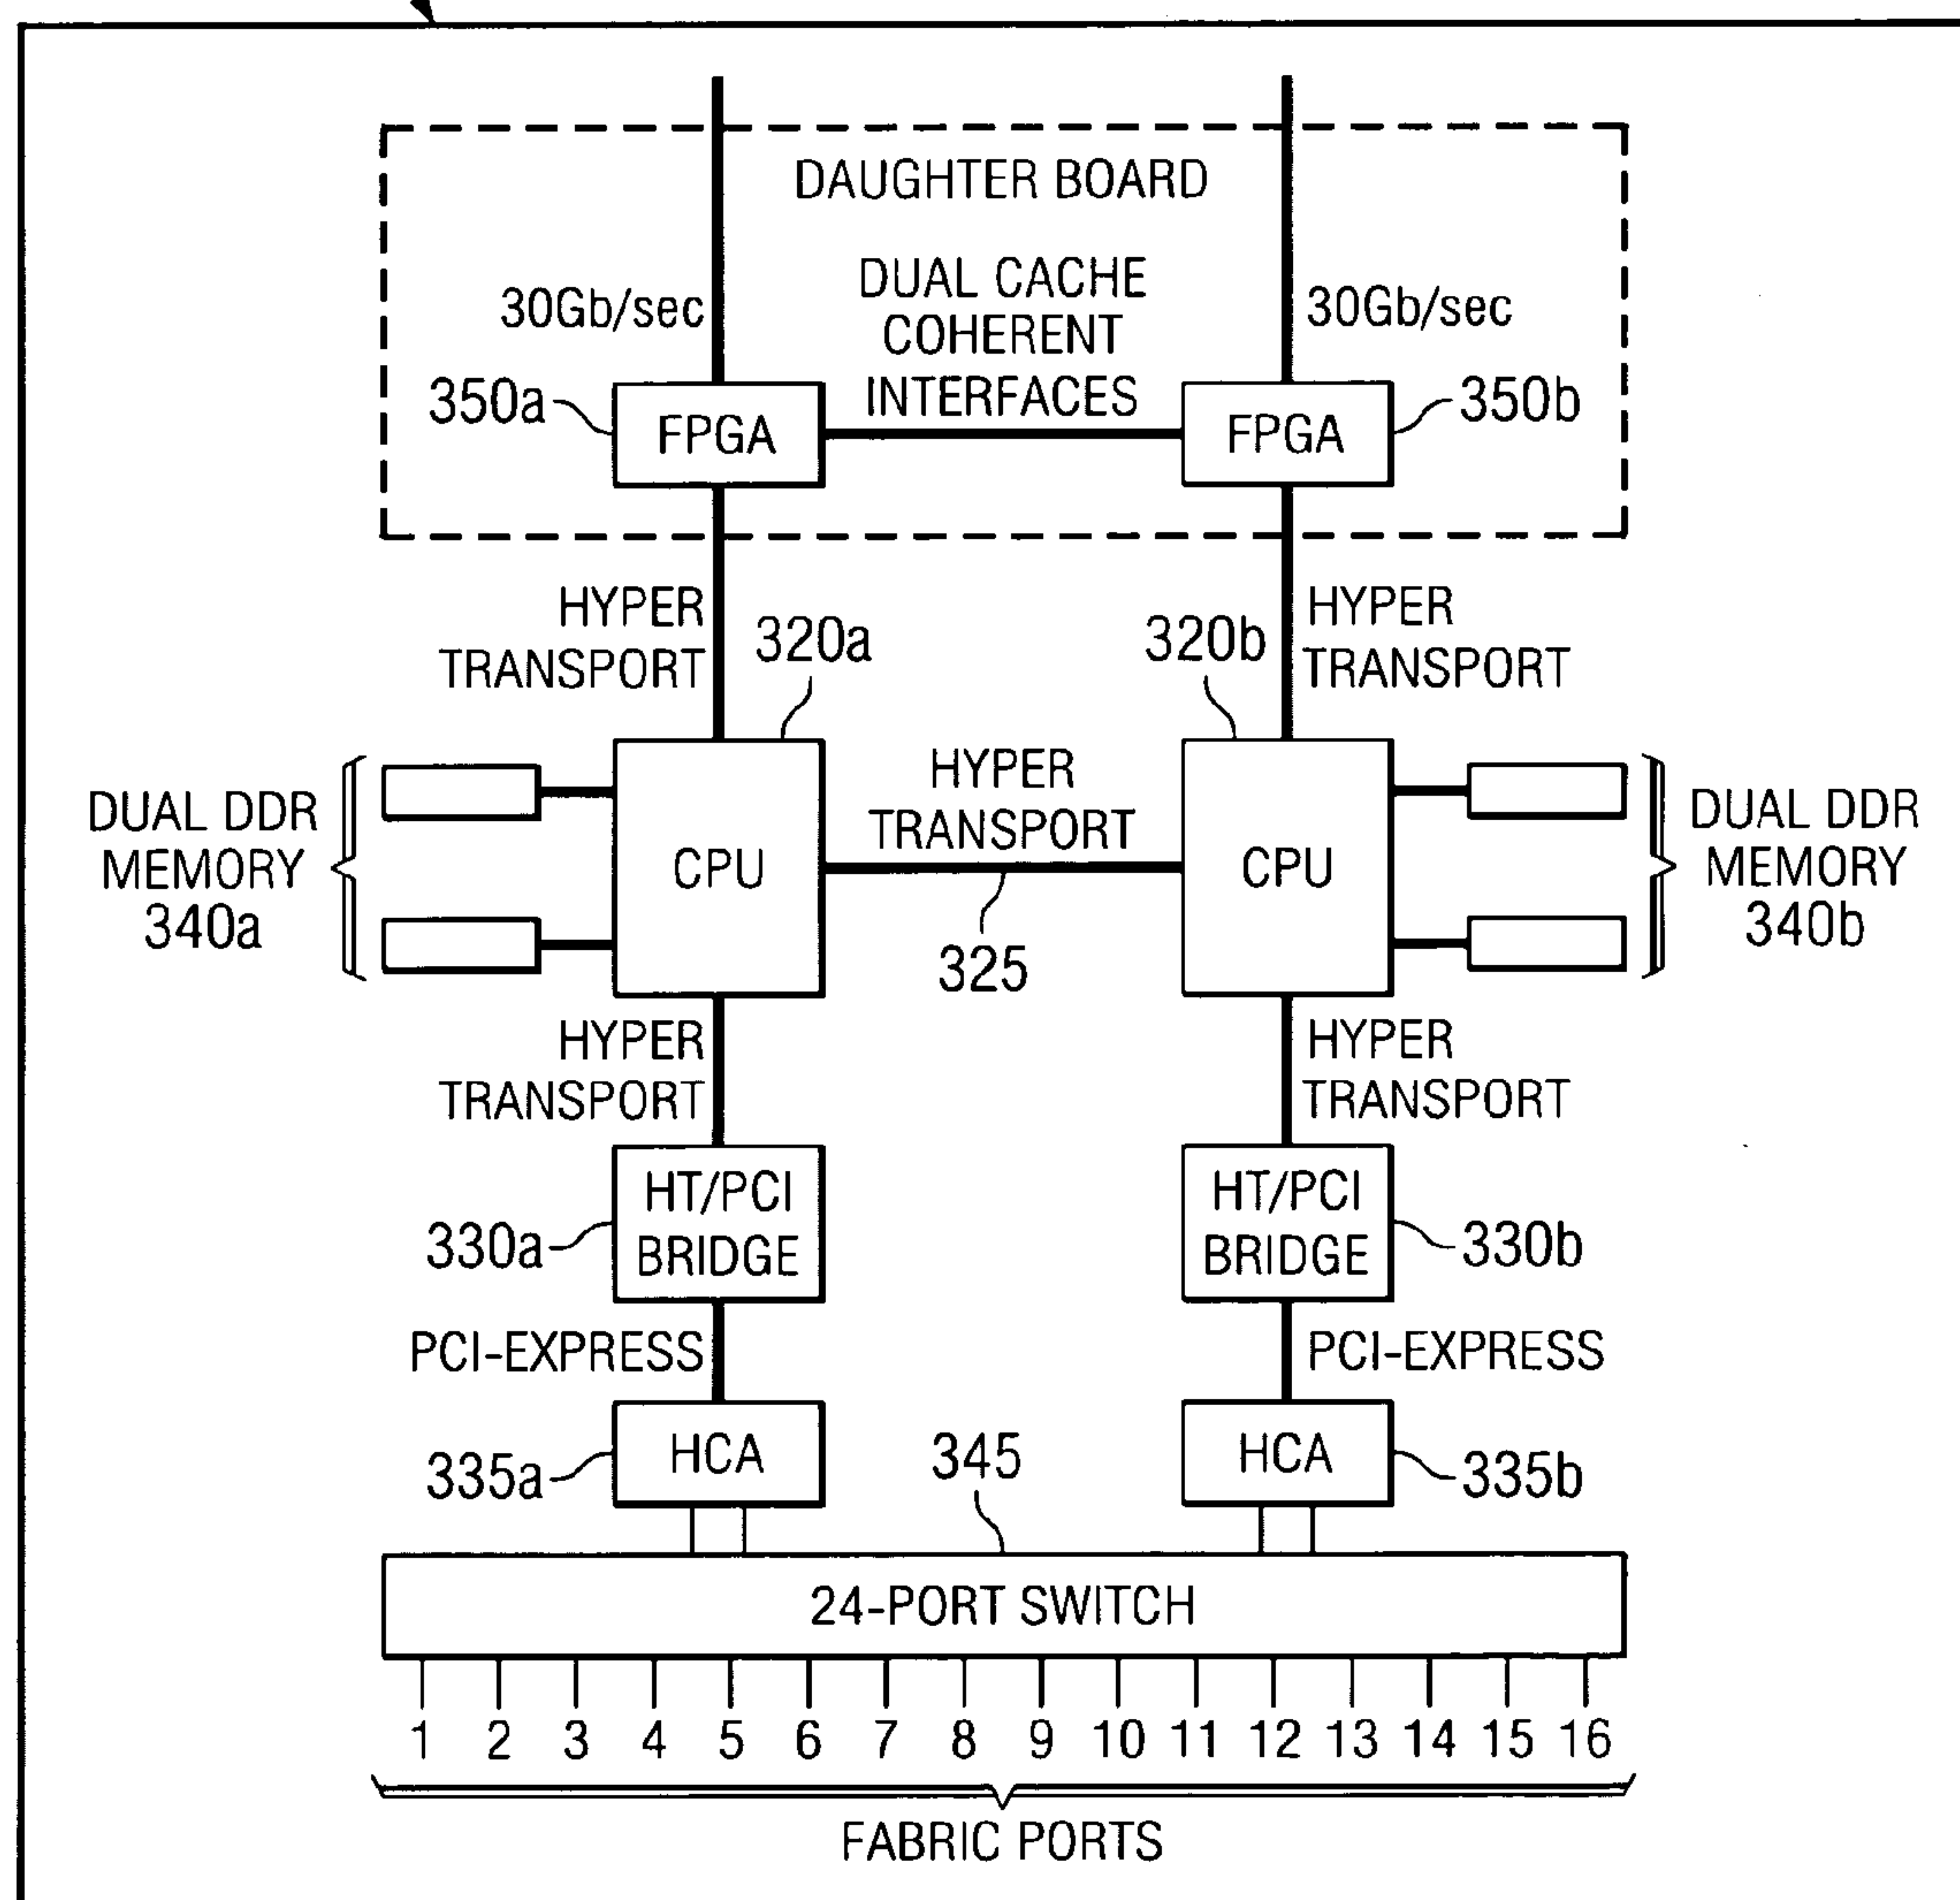 DAUGHTER BOARD
30Gb/sec
DUAL CACHE
COHERENT
INTERFACES
30Gb/sec
350a
FPGA
FPGA
350b
HYPER
TRANSPORT
320a
320b
HYPER
TRANSPORT
DUAL DDR
MEMORY
340a
CPU
HYPER
TRANSPORT
325
CPU
DUAL DDR
MEMORY
340b
HYPER
TRANSPORT
HYPER
TRANSPORT
330a
HT/PCI
BRIDGE
HT/PCI
BRIDGE
330b
PCI-EXPRESS
PCI-EXPRESS
335a
HCA
345
HCA
335b
24-PORT SWITCH
1 2 3 4 5 6 7 8 9 10 11 12 13 14 15 16
FABRIC PORTS